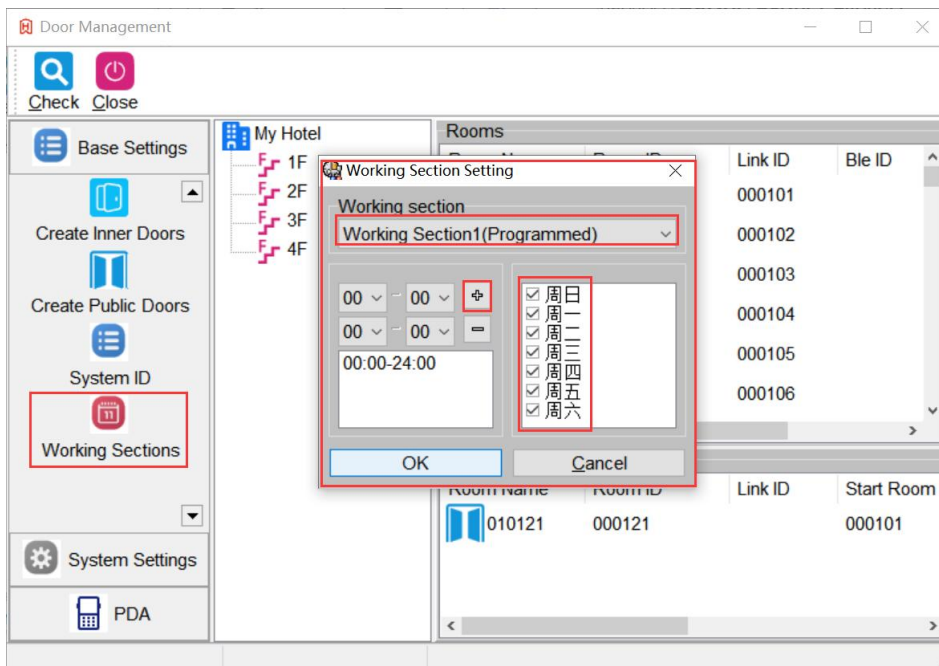 Door Management
Check Close
Base Settings
Create Inner Doors
Create Public Doors
System ID
11
Working Sections
System Settings
PDA
My Hotel
1F
2F
3F
4F
Rooms
Link ID Ble ID
000101
000102
000103
000104
000105
000106
Working Section Setting
Working section
Working Section1(Programmed)
00 ~ 00 +
00 ~ 00 -
00:00-24:00
周日
周一
周二
周三
周四
周五
周六
OK Cancel
Room Name Room ID Link ID Start Room
010121 000121 000101